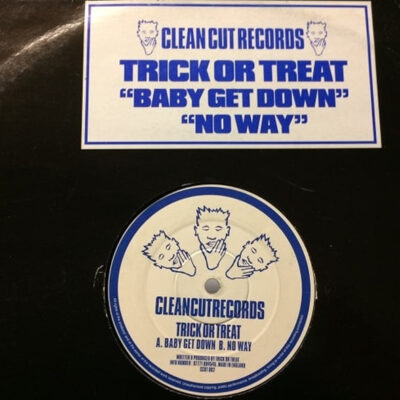 CLEAN CUT RECORDS
TRICK OR TREAT
“BABY GET DOWN”
“NO WAY”
CLEANCUTRECORDS
TRICK OR TREAT
A. BABY GET DOWN B. NO WAY
WRITTEN & PRODUCED BY TRICK OR TREAT
MADE IN ENGLAND